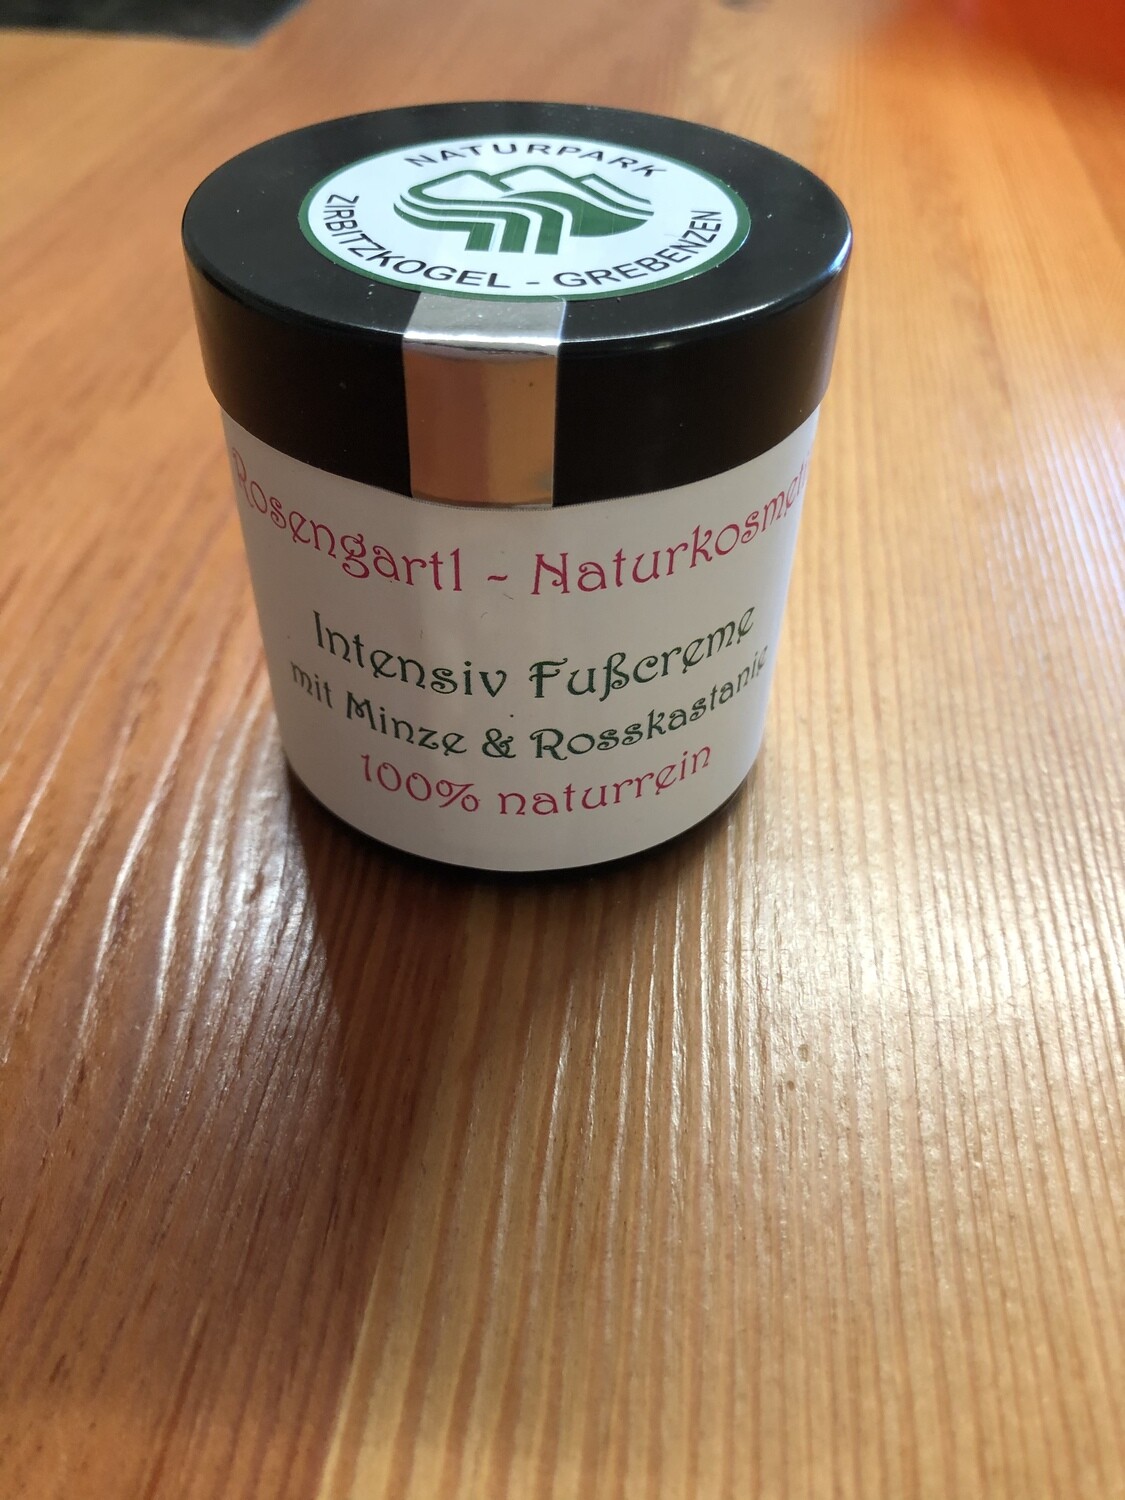 NATURPARK
ZIRBITZKOGEL - GREBENZEN
Rosengartl - Naturkosmeti
Intensiv Fußcreme
mit Minze & Rosskastanie
100% naturrein